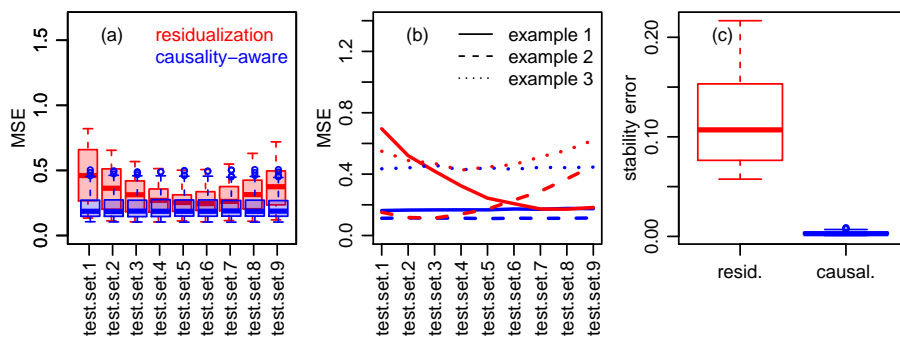 (a)
residualization
causality−aware
MSE
0.0
0.5
1.0
1.5
test.set.1
test.set.2
test.set.3
test.set.4
test.set.5
test.set.6
test.set.7
test.set.8
test.set.9
(b)
example 1
example 2
example 3
MSE
0.0
0.4
0.8
1.2
test.set.1
test.set.2
test.set.3
test.set.4
test.set.5
test.set.6
test.set.7
test.set.8
test.set.9
(c)
stability error
0.00
0.10
0.20
resid.
causal.